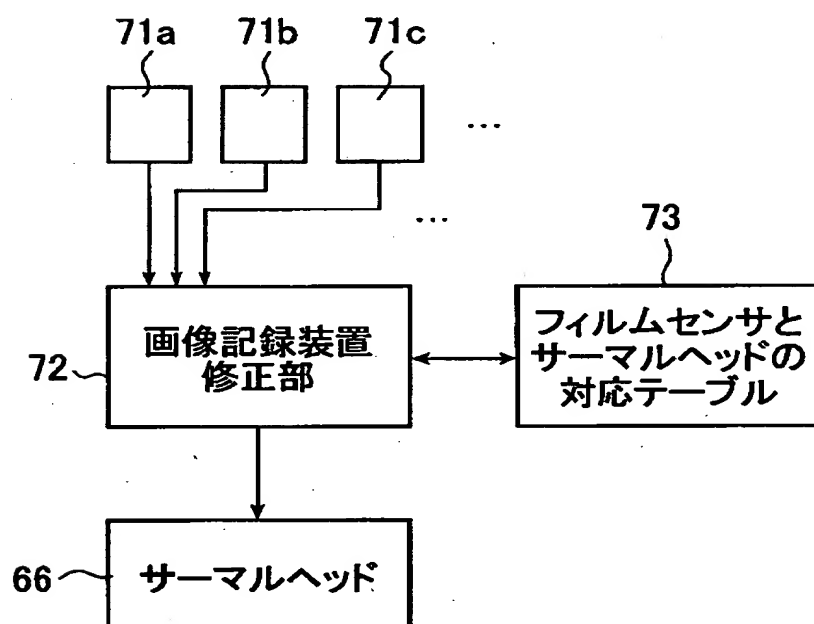 71a 71b 71c
...
...
73
72
画像記録装置
修正部
フィルムセンサと
サーマルヘッドの
対応テーブル
66
サーマルヘッド